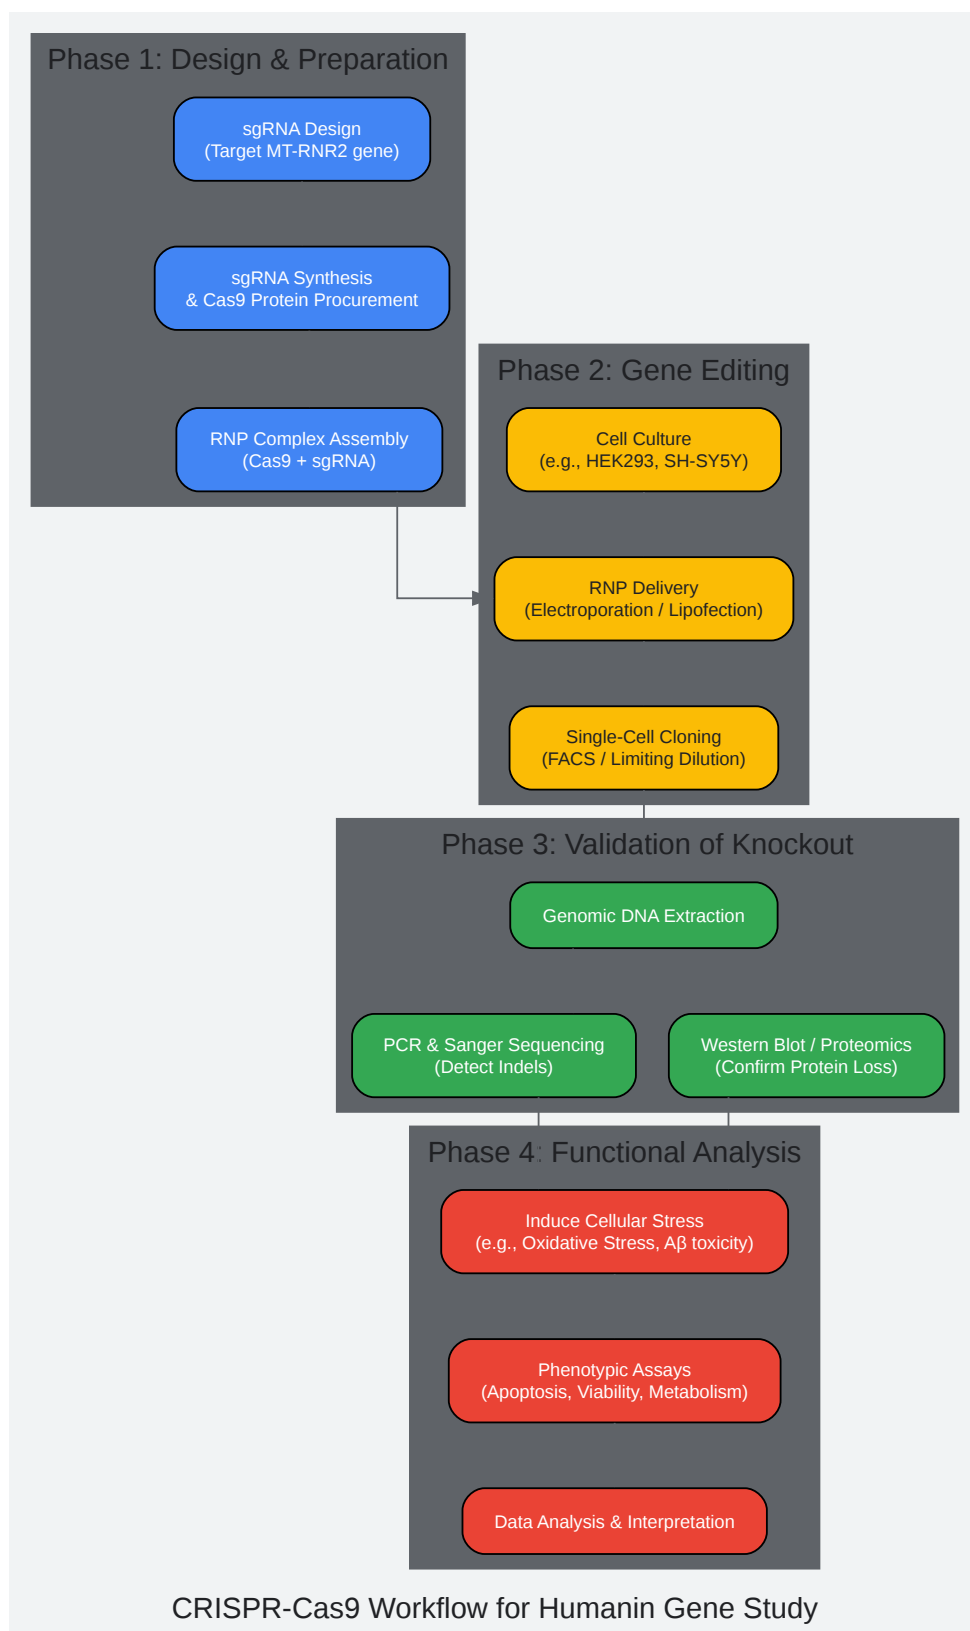 Phase 1: Design & Preparation
sgRNA Design
(Target MT-RNR2 gene)
sgRNA Synthesis
& Cas9 Protein Procurement
RNP Complex Assembly
(Cas9 + sgRNA)
Phase 2: Gene Editing
Cell Culture
(e.g., HEK293, SH-SY5Y)
RNP Delivery
(Electroporation / Lipofection)
Single-Cell Cloning
(FACS / Limiting Dilution)
Phase 3: Validation of Knockout
Genomic DNA Extraction
PCR & Sanger Sequencing
(Detect Indels)
Western Blot / Proteomics
(Confirm Protein Loss)
Phase 4: Functional Analysis
Induce Cellular Stress
(e.g., Oxidative Stress, Aβ toxicity)
Phenotypic Assays
(Apoptosis, Viability, Metabolism)
Data Analysis & Interpretation
CRISPR-Cas9 Workflow for Humanin Gene Study